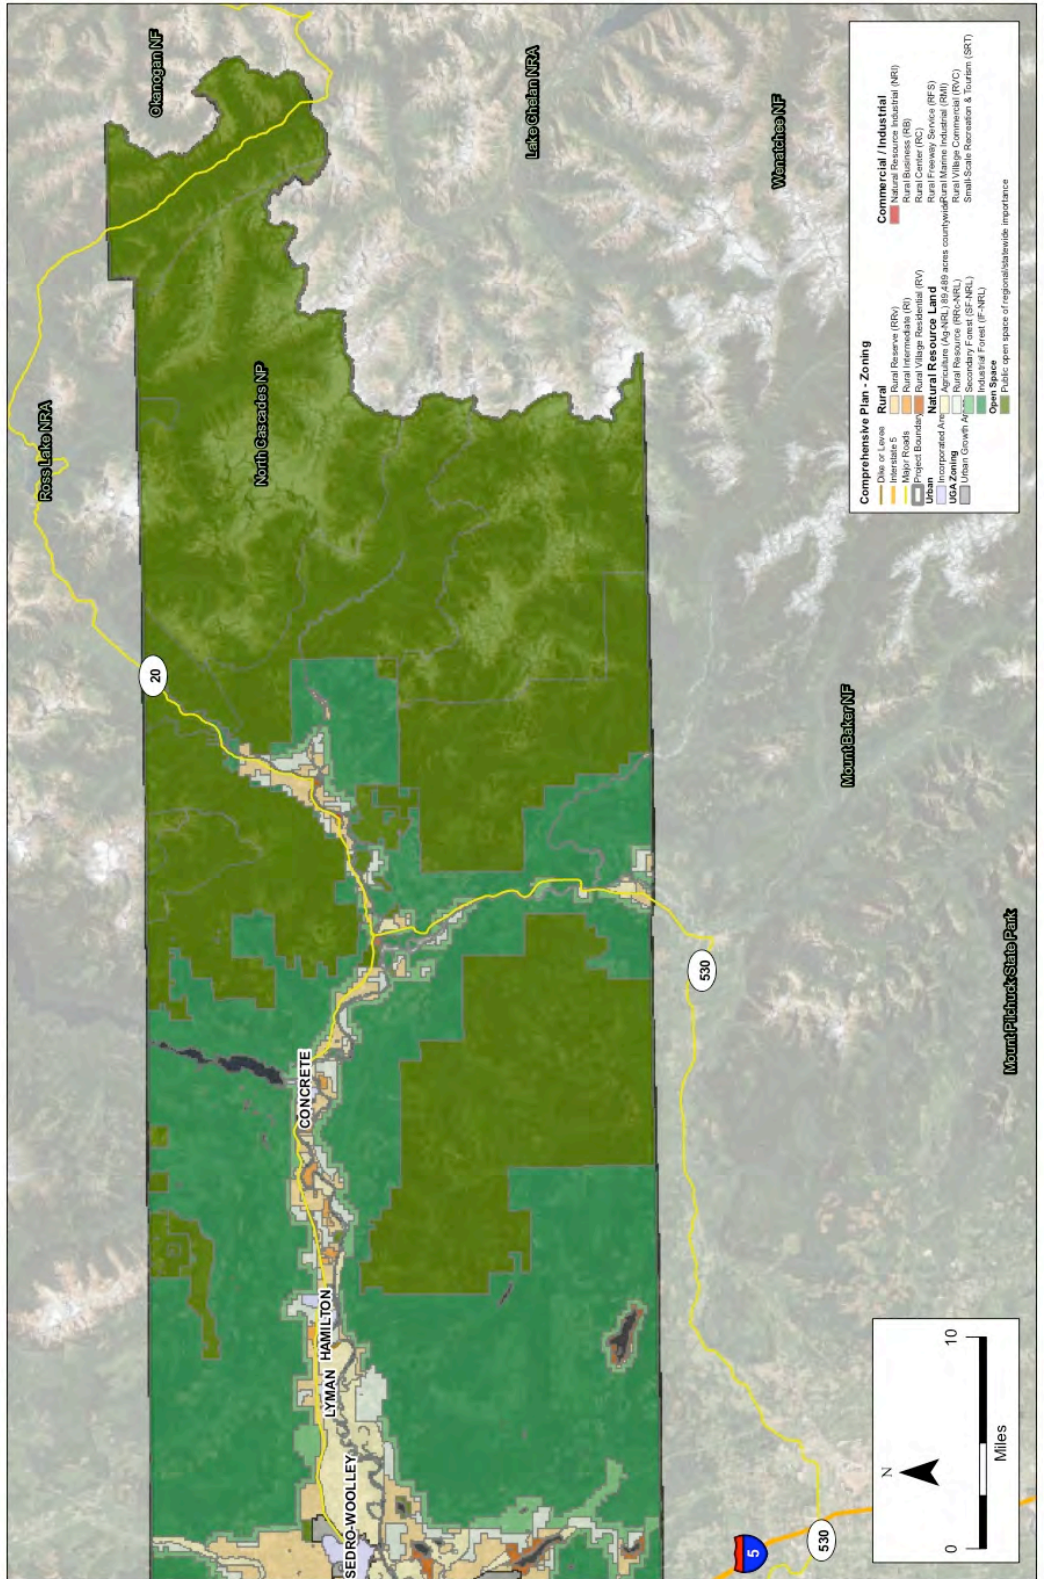 Okanogan NF
Lake Chelan NRA
Wenatchee NF
Ross Lake NRA
North Cascades NP
20
Mount Baker NF
530
Mount Pilchuck State Park
CONCRETE
HAMILTON
LYMAN
SEDRO-WOOLLEY
5
530
Comprehensive Plan - Zoning
Dike or Levee
Interstate 5
Major Roads
Project Boundary
Urban
Incorporated Are
UGA Zoning
Urban Growth Ar
Rural
Rural Reserve (RRv)
Rural Intermediate (RI)
Rural Village Residential (RV)
Natural Resource Land
Agriculture (Ag-NRL) 89,489 acres countywide
Rural Resource (RRc-NRL)
Secondary Forest (SF-NRL)
Industrial Forest (IF-NRL)
Open Space
Public open space of regional/statewide importance
Commercial / Industrial
Natural Resource Industrial (NRI)
Rural Business (RB)
Rural Center (RC)
Rural Freeway Service (RFS)
Rural Marine Industrial (RMI)
Rural Village Commercial (RVC)
Small-Scale Recreation & Tourism (SRT)
N
0 10
Miles